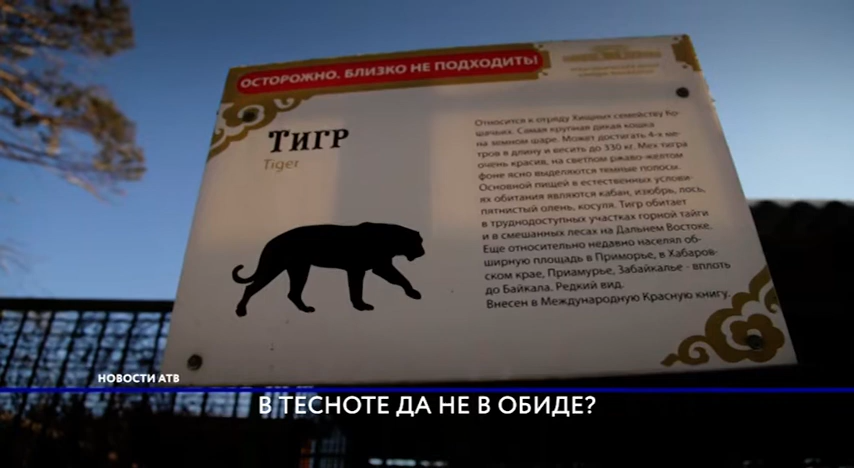 ОСТОРОЖНО. БЛИЗКО НЕ ПОДХОДИТЬ!
Тигр
Tiger
Относится к отряду Хищных семейству Ко-
шачьих. Самая крупная дикая кошка
на земном шаре. Может достигать 4-х ме-
тров в длину и весить до 330 кг. Мех тигра
очень красив, на светлом ржаво-желтом
фоне ясно выделяются темные полосы.
Основной пищей в естественных услови-
ях обитания являются кабан, изюбрь, лось,
пятнистый олень, косуля. Тигр обитает
в труднодоступных участках горной тайги
и в смешанных лесах на Дальнем Востоке.
Еще относительно недавно населял об-
ширную площадь в Приморье, в Хабаров-
ском крае, Приамурье, Забайкалье - вплоть
до Байкала. Редкий вид.
Внесен в Международную Красную книгу.
НОВОСТИ АТВ
В ТЕСНОТЕ ДА НЕ В ОБИДЕ?